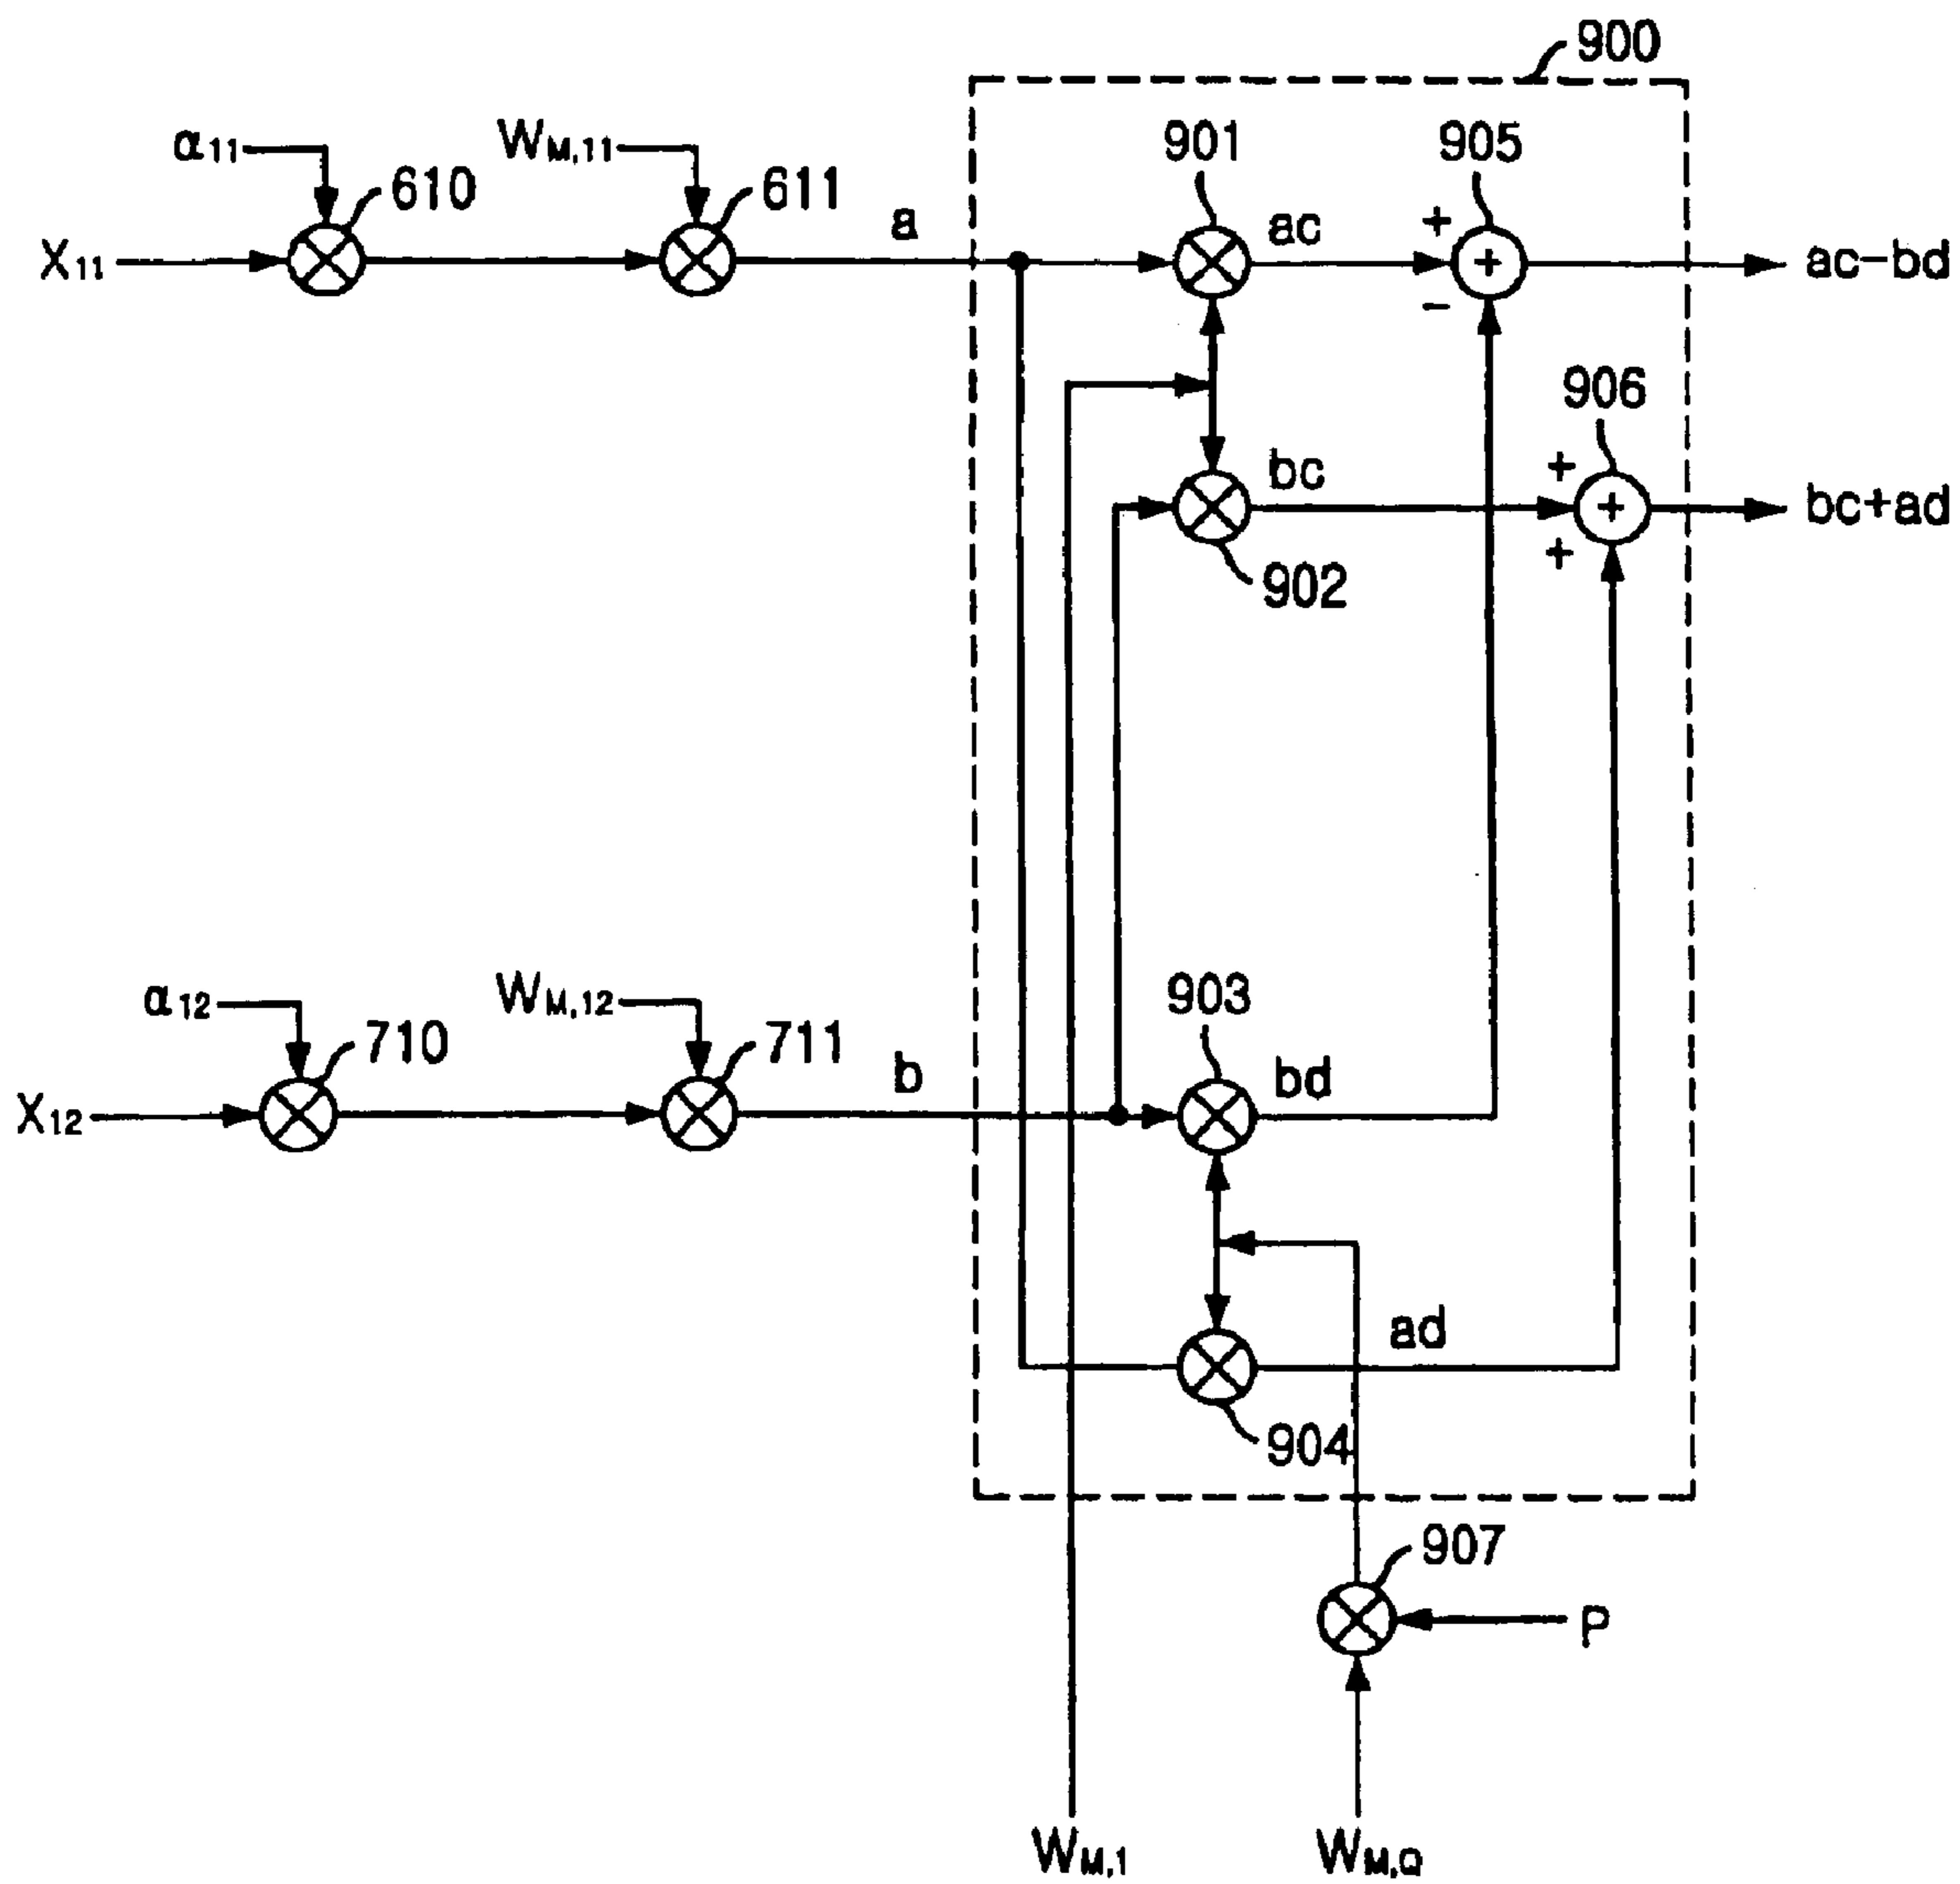 900
901
905
α11
WM,11
610
611
a
ac
+
X11
+
ac-bd
-
906
bc
+
+
bc+ad
+
902
903
α12
WM,12
710
711
b
bd
X12
ad
904
907
P
WM,1
WM,Q